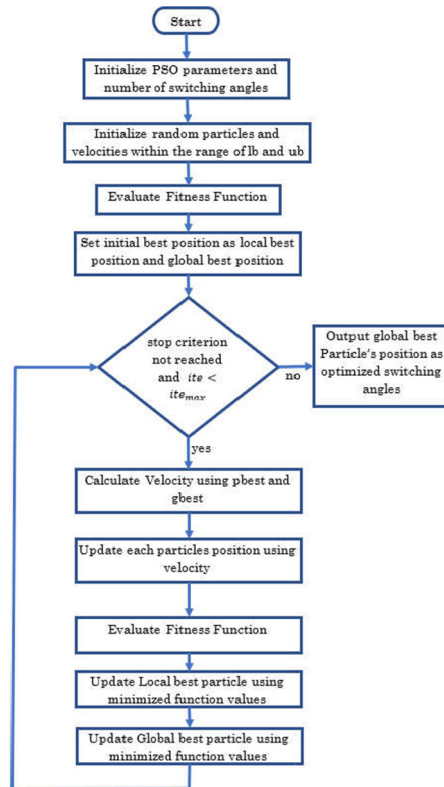 Start
Initialize PSO parameters and
number of switching angles
Initialize random particles and
velocities within the range of lb and ub
Evaluate Fitness Function
Set initial best position as local best
position and global best position
stop criterion
not reached
and ite <
ite_max
no
Output global best
Particle's position as
optimized switching
angles
yes
Calculate Velocity using pbest and
gbest
Update each particles position using
velocity
Evaluate Fitness Function
Update Local best particle using
minimized function values
Update Global best particle using
minimized function values